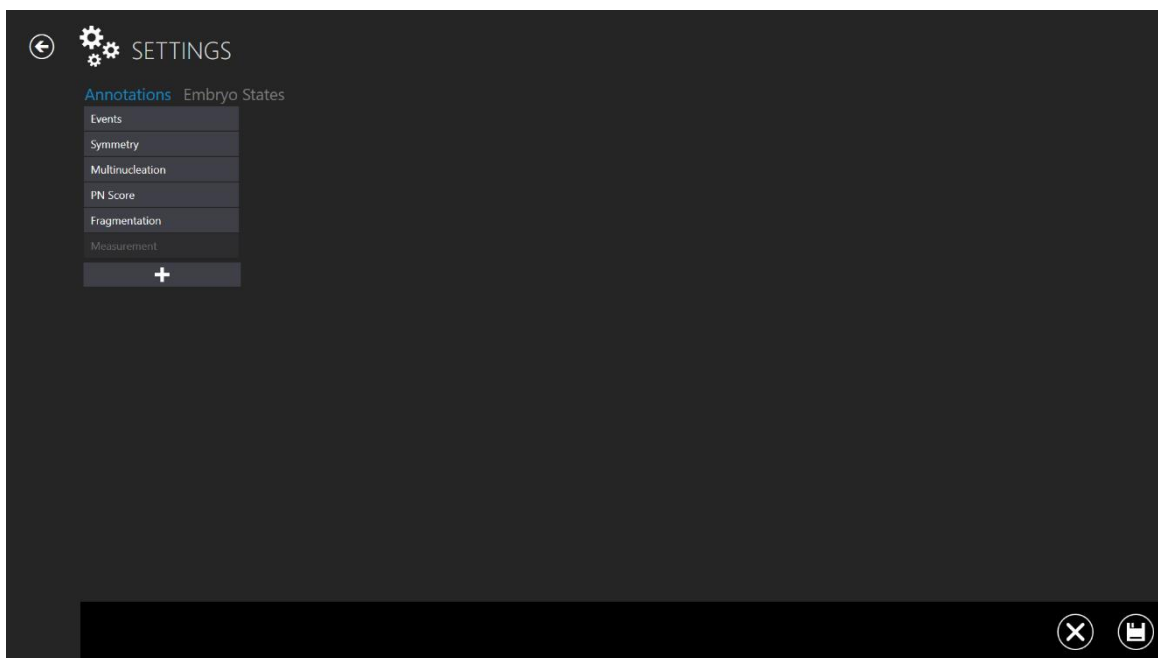 SETTINGS
Annotations Embryo States
Events
Symmetry
Multinucleation
PN Score
Fragmentation
Measurement